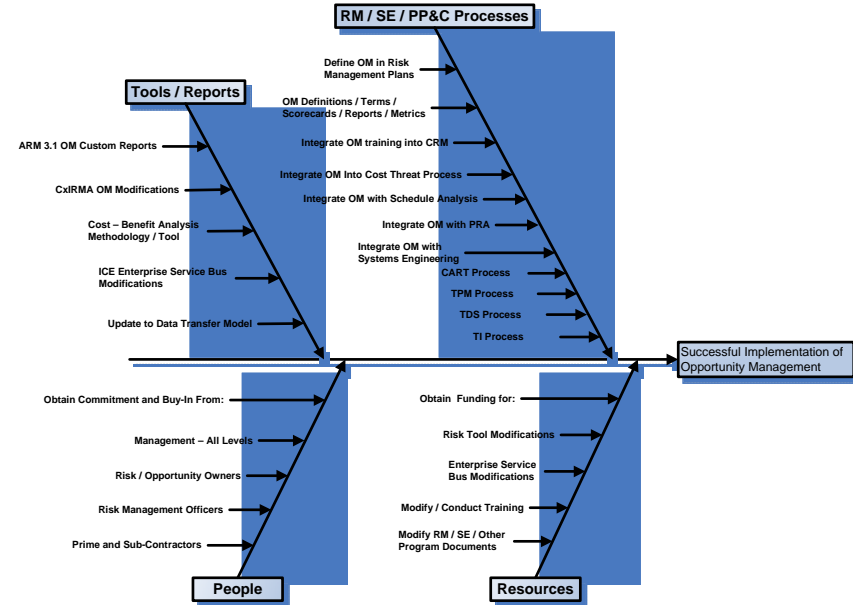 RM / SE / PP&C Processes
Define OM in Risk
Management Plans
OM Definitions / Terms /
Scorecards / Reports / Metrics
Integrate OM training into CRM
Integrate OM Into Cost Threat Process
Integrate OM with Schedule Analysis
Integrate OM with PRA
Integrate OM with
Systems Engineering
CART Process
TPM Process
TDS Process
TI Process
Tools / Reports
ARM 3.1 OM Custom Reports
CxIRMA OM Modifications
Cost – Benefit Analysis
Methodology / Tool
ICE Enterprise Service Bus
Modifications
Update to Data Transfer Model
Successful Implementation of
Opportunity Management
Obtain Commitment and Buy-In From:
Management – All Levels
Risk / Opportunity Owners
Risk Management Officers
Prime and Sub-Contractors
People
Obtain Funding for:
Risk Tool Modifications
Enterprise Service
Bus Modifications
Modify / Conduct Training
Modify RM / SE / Other
Program Documents
Resources